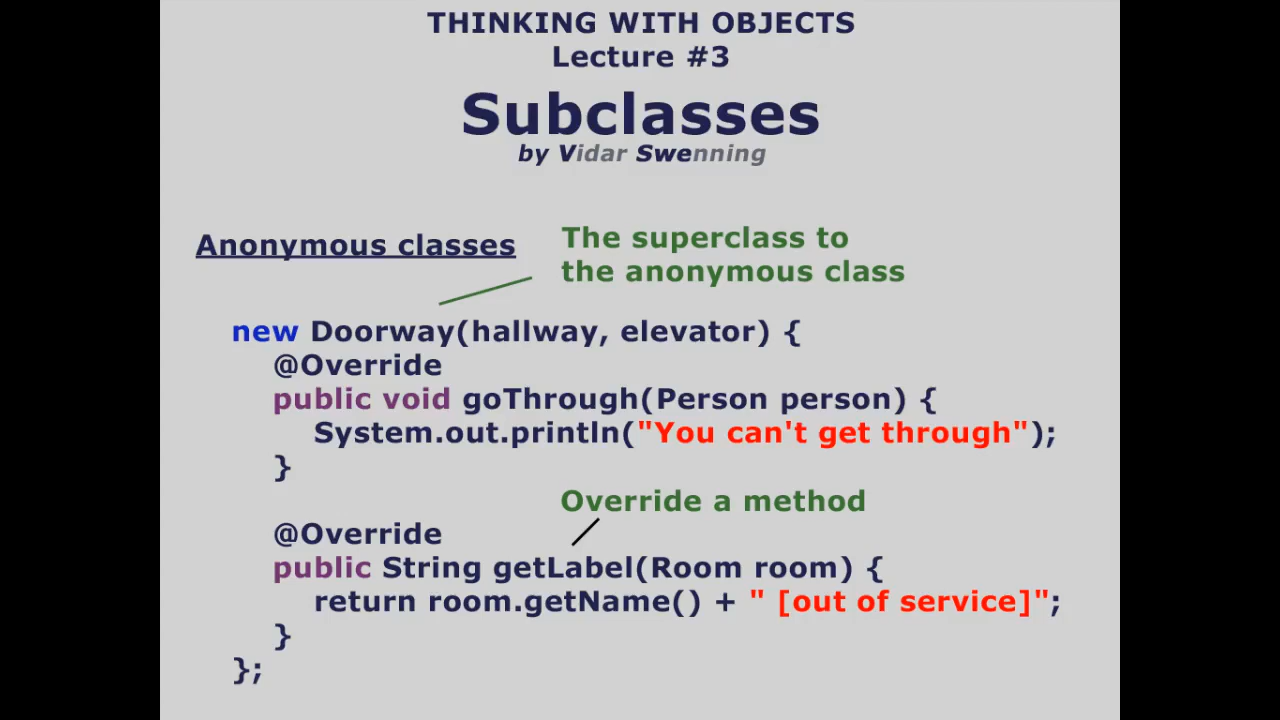 THINKING WITH OBJECTS
Lecture #3
Subclasses
by Vidar Swenning
Anonymous classes
The superclass to
the anonymous class
new Doorway(hallway, elevator) {
@Override
public void goThrough(Person person) {
System.out.println("You can't get through");
}
Override a method
@Override
public String getLabel(Room room) {
return room.getName() + " [out of service]";
}
};